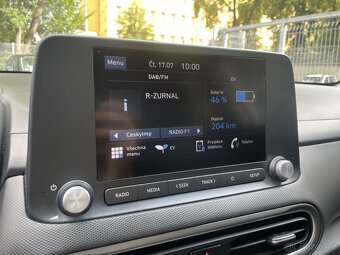 Menu
Čt, 17.07
10:00
DAB/FM
EV
R-ZURNAL
Baterie
46 %
Dojezd
204 km
CeskyImp
RADIO F1
Všechna menu
EV
Projekce telefonu
Telefon
RADIO
MEDIA
< SEEK
TRACK >
SETUP